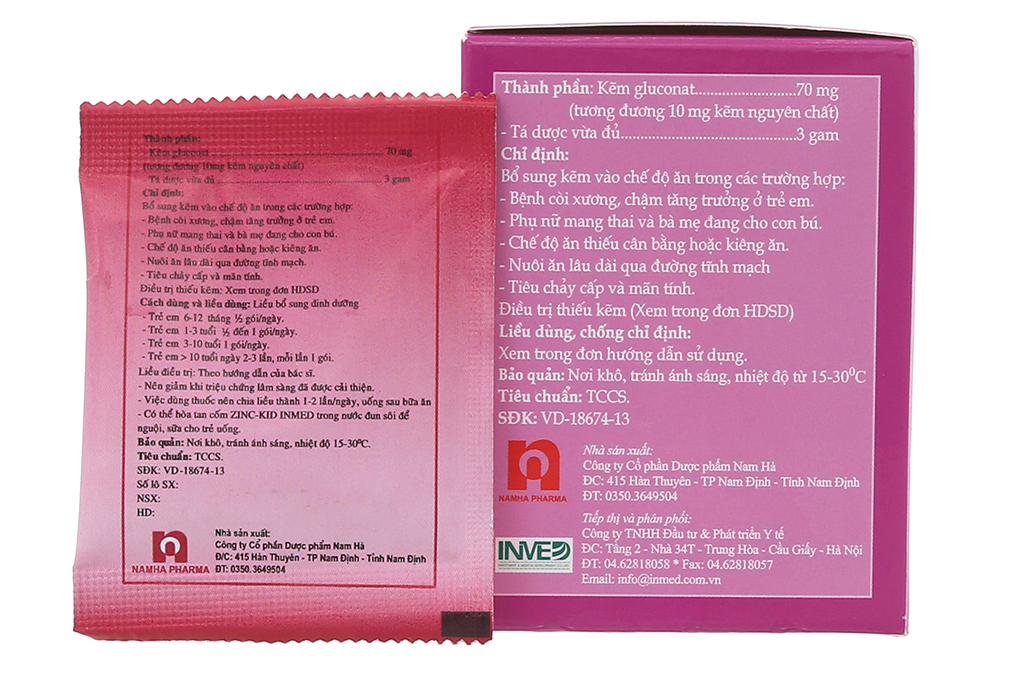 Thành phần:
Kẽm gluconat........................70 mg
(tương đương 10mg kẽm nguyên chất)
Tá dược vừa đủ........................3 gam
Chỉ định:
Bổ sung kẽm vào chế độ ăn trong các trường hợp:
- Bệnh còi xương, chậm tăng trưởng ở trẻ em.
- Phụ nữ mang thai và bà mẹ đang cho con bú.
- Chế độ ăn thiếu cân bằng hoặc kiêng ăn.
- Nuôi ăn lâu dài qua đường tĩnh mạch.
- Tiêu chảy cấp và mãn tính.
Điều trị thiếu kẽm: Xem trong đơn HDSD
Cách dùng và liều dùng: Liều bổ sung dinh dưỡng
- Trẻ em 6-12 tháng ½ gói/ngày.
- Trẻ em 1-3 tuổi ½ đến 1 gói/ngày.
- Trẻ em 3-10 tuổi 1 gói/ngày.
- Trẻ em > 10 tuổi ngày 2-3 lần, mỗi lần 1 gói.
Liều điều trị: Theo hướng dẫn của bác sĩ.
- Nên giảm khi triệu chứng lâm sàng đã được cải thiện.
- Việc dùng thuốc nên chia liều thành 1-2 lần/ngày, uống sau bữa ăn
- Có thể hòa tan cốm ZINC-KID INMED trong nước đun sôi để
nguội, sữa cho trẻ uống.
Bảo quản: Nơi khô, tránh ánh sáng, nhiệt độ 15-30⁰C.
Tiêu chuẩn: TCCS.
SĐK: VD-18674-13
Số lô SX:
NSX:
HD:
NAMHA PHARMA
Nhà sản xuất:
Công ty Cổ phần Dược phẩm Nam Hà
Đ/C: 415 Hàn Thuyên - TP Nam Định - Tỉnh Nam Định
ĐT: 0350.3649504
Thành phần: Kẽm gluconat........................70 mg
(tương đương 10 mg kẽm nguyên chất)
- Tá dược vừa đủ........................3 gam
Chỉ định:
Bổ sung kẽm vào chế độ ăn trong các trường hợp:
- Bệnh còi xương, chậm tăng trưởng ở trẻ em.
- Phụ nữ mang thai và bà mẹ đang cho con bú.
- Chế độ ăn thiếu cân bằng hoặc kiêng ăn.
- Nuôi ăn lâu dài qua đường tĩnh mạch
- Tiêu chảy cấp và mãn tính.
Điều trị thiếu kẽm (Xem trong đơn HDSD)
Liều dùng, chống chỉ định:
Xem trong đơn hướng dẫn sử dụng.
Bảo quản: Nơi khô, tránh ánh sáng, nhiệt độ từ 15-30⁰C
Tiêu chuẩn: TCCS.
SĐK: VD-18674-13
NAMHA PHARMA
Nhà sản xuất:
Công ty Cổ phần Dược phẩm Nam Hà
ĐC: 415 Hàn Thuyên - TP Nam Định - Tỉnh Nam Định
ĐT: 0350.3649504
INMED
Tiếp thị và phân phối:
Công ty TNHH Đầu tư & Phát triển Y tế
ĐC: Tầng 2 - Nhà 34T - Trung Hòa - Cầu Giấy - Hà Nội
ĐT: 04.62818058 * Fax: 04.62818057
Email: info@inmed.com.vn